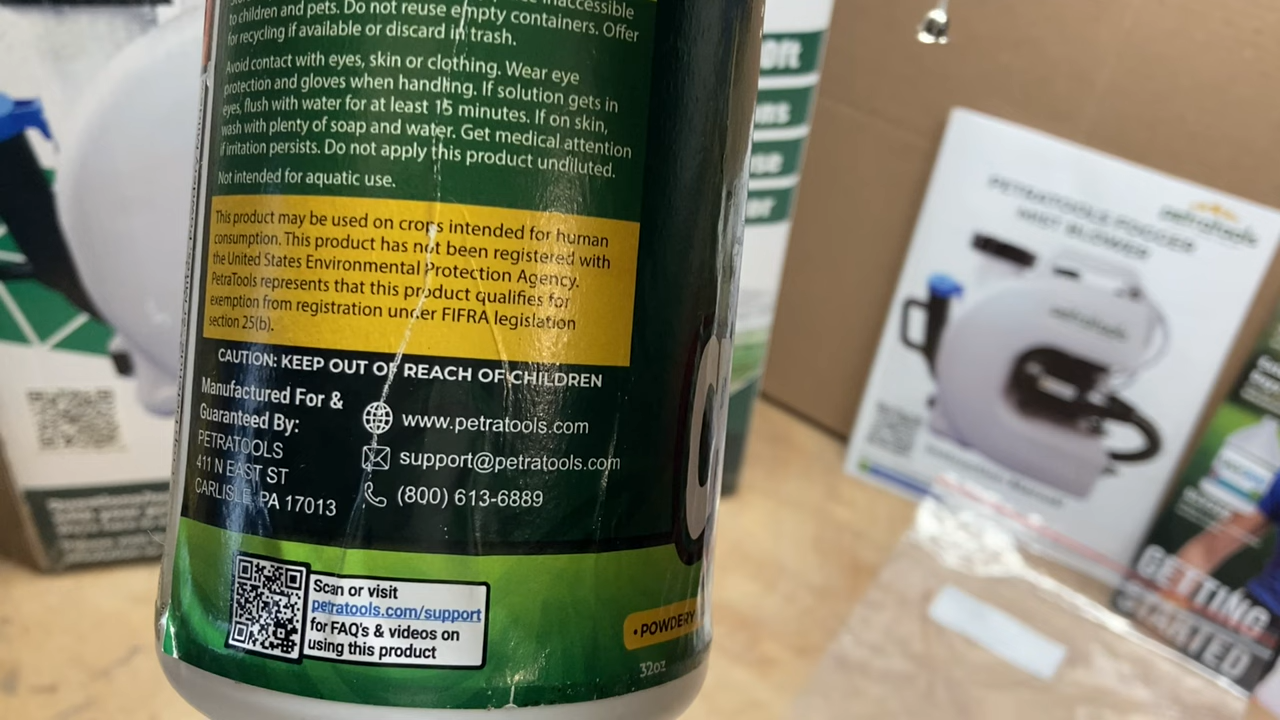 inaccessible
to children and pets. Do not reuse empty containers. Offer
for recycling if available or discard in trash.
Avoid contact with eyes, skin or clothing. Wear eye
protection and gloves when handling. If solution gets in
eyes, flush with water for at least 15 minutes. If on skin,
wash with plenty of soap and water. Get medical attention
if irritation persists. Do not apply this product undiluted.
Not intended for aquatic use.
This product may be used on crops intended for human
consumption. This product has not been registered with
the United States Environmental Protection Agency.
PetraTools represents that this product qualifies for
exemption from registration under FIFRA legislation
section 25(b).
CAUTION: KEEP OUT OF REACH OF CHILDREN
Manufactured For &
Guaranteed By:
PETRATOOLS
411 N EAST ST
CARLISLE, PA 17013
www.petratools.com
support@petratools.com
(800) 613-6889
Scan or visit
petratools.com/support
for FAQ's & videos on
using this product
• POWDERY
32oz
PETRATOOLS FOGGER
MIST BLOWER
petratools
GETTING
STARTED